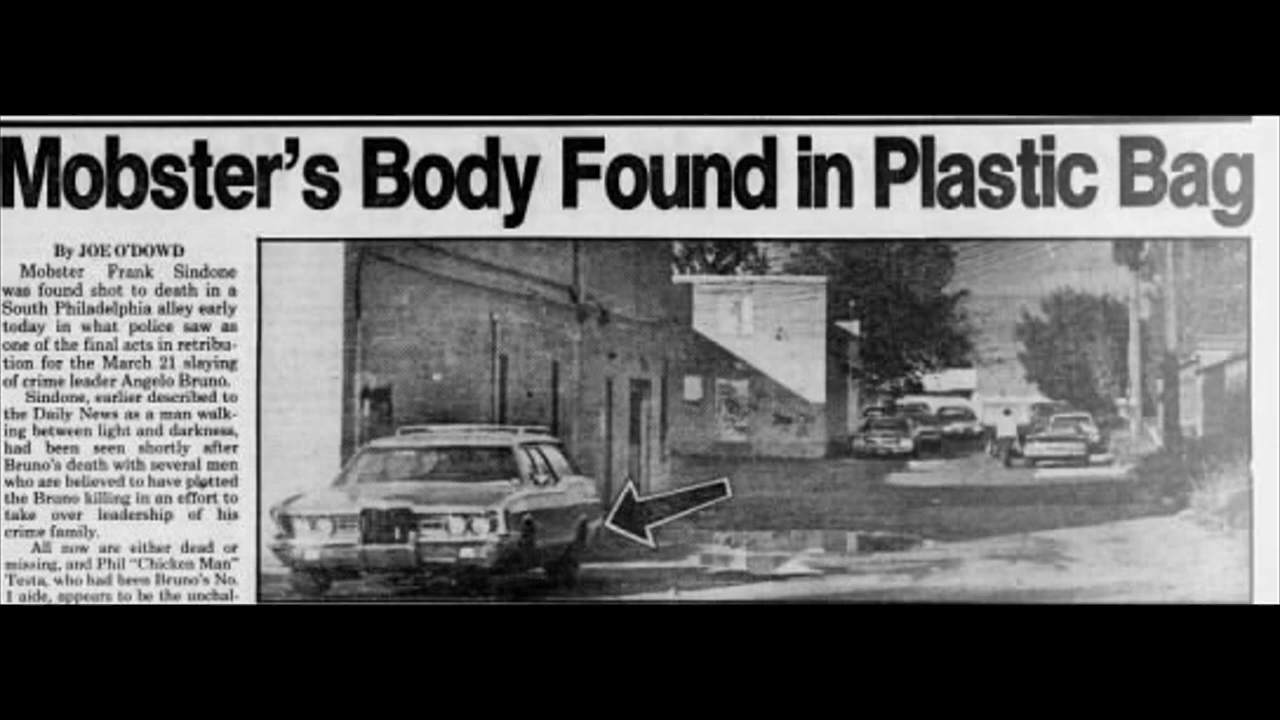 Mobster's Body Found in Plastic Bag
By JOE O'DOWD
Mobster Frank Sindone
was found shot to death in a
South Philadelphia alley early
today in what police saw as
one of the final acts in retribu-
tion for the March 21 slaying
of crime leader Angelo Bruno.
Sindone, earlier described to
the Daily News as a man walk-
ing between light and darkness,
had been seen shortly after
Bruno's death with several men
who are believed to have plotted
the Bruno killing in an effort to
take over leadership of his
crime family.
All now are either dead or
missing, and Phil "Chicken Man"
Testa, who had been Bruno's No.
1 aide, appears to be the unchal-